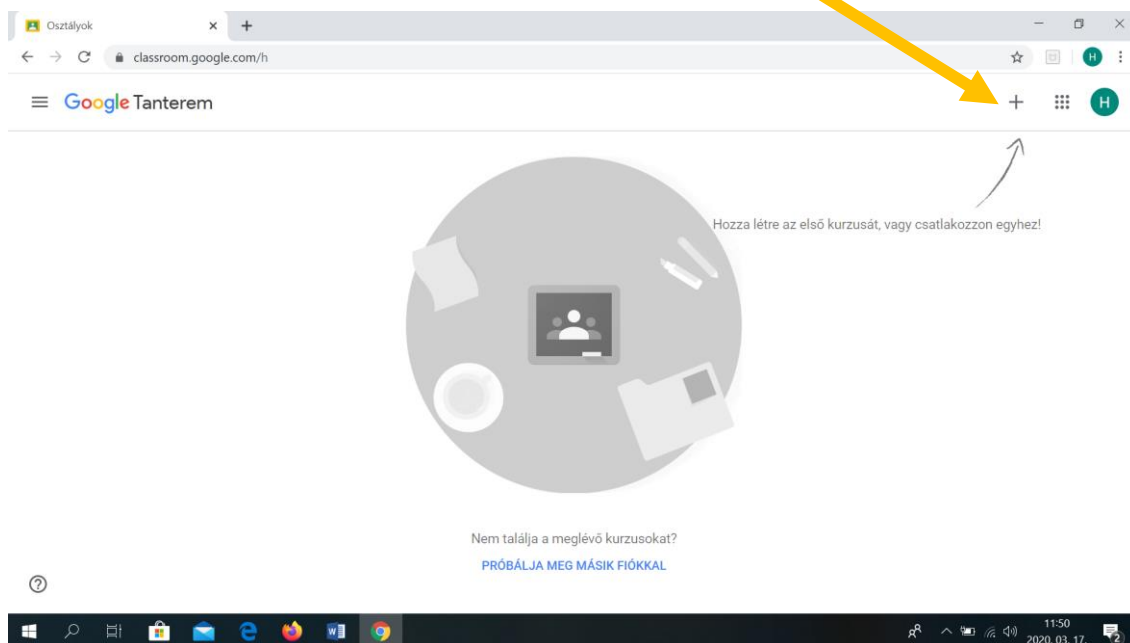 Osztályok
classroom.google.com/h
H
Google Tanterem
H
Hozza létre az első kurzusát, vagy csatlakozzon egyhez!
Nem találja a meglévő kurzusokat?
PRÓBÁLJA MEG MÁSIK FIÓKKAL
11:50
2020. 03. 17.
2